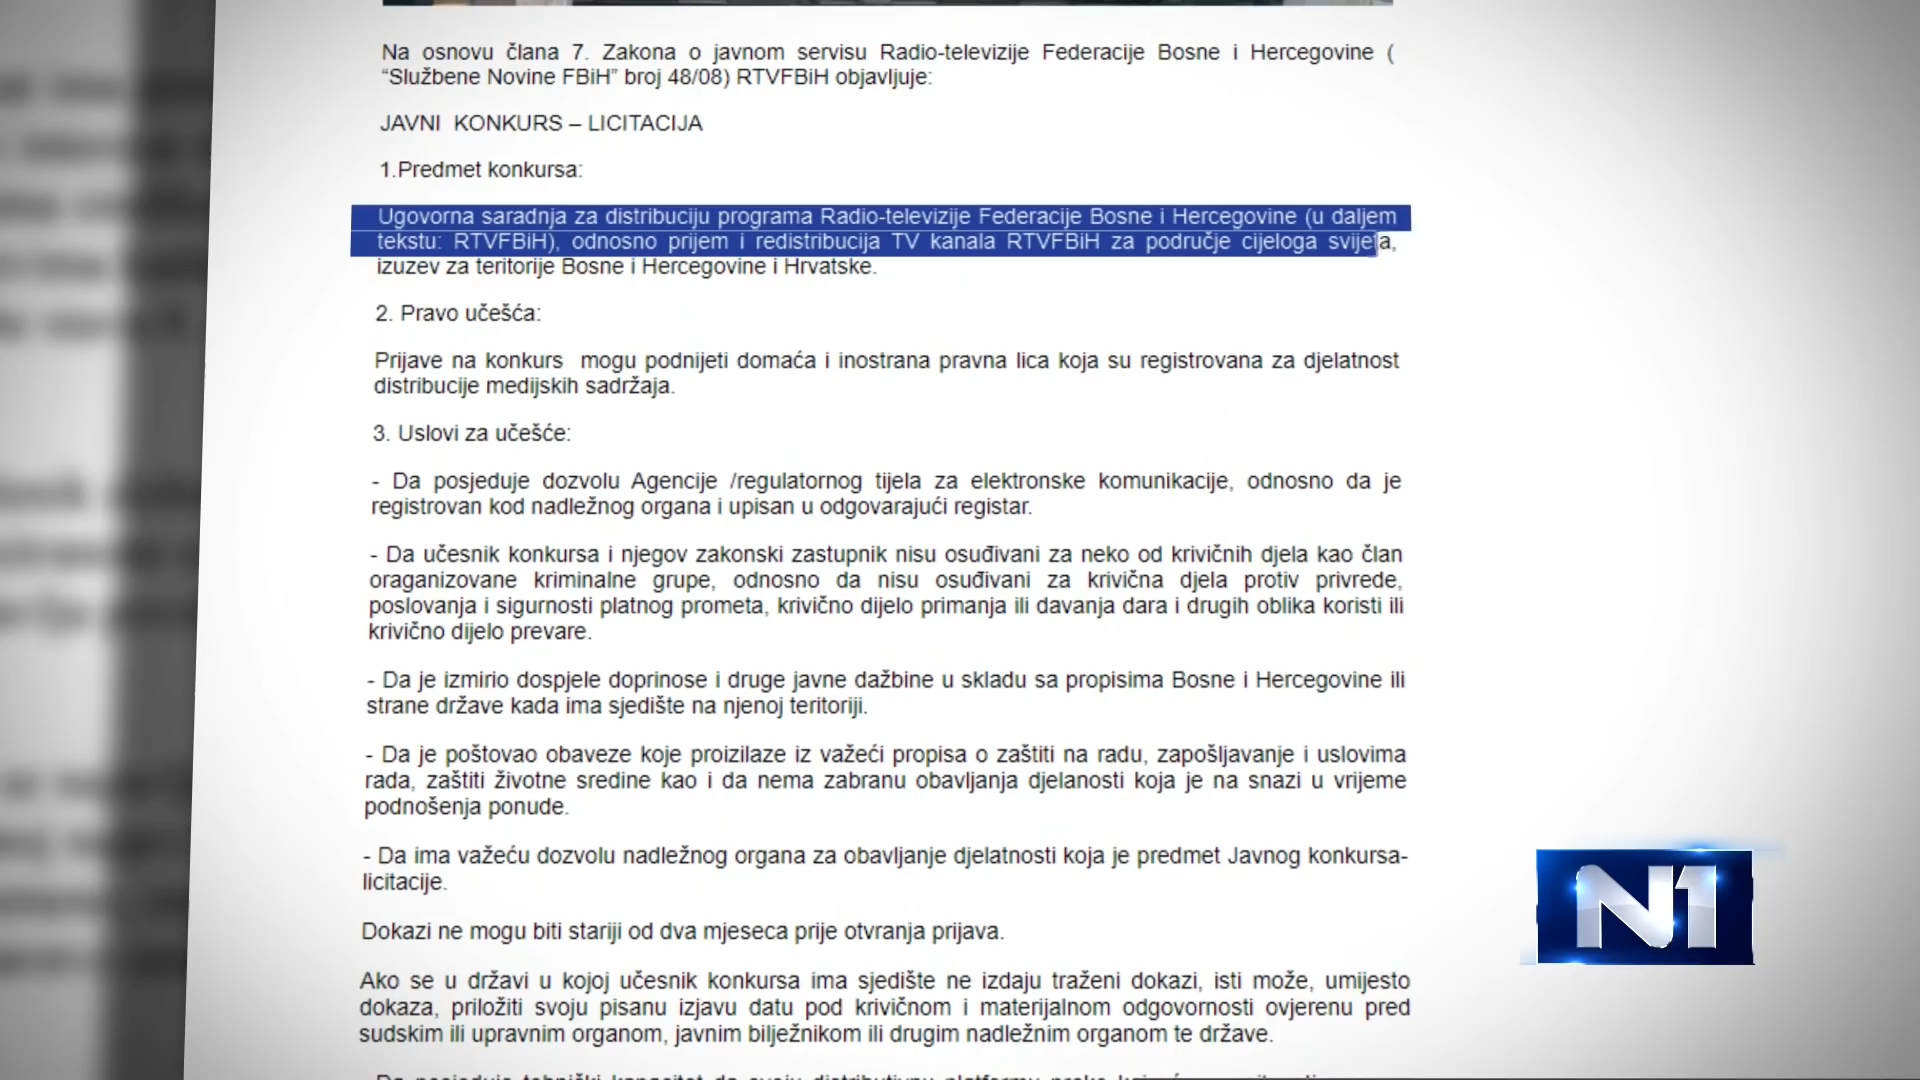 Na osnovu člana 7. Zakona o javnom servisu Radio-televizije Federacije Bosne i Hercegovine (
“Službene Novine FBiH” broj 48/08) RTVFBiH objavljuje:
JAVNI KONKURS – LICITACIJA
1.Predmet konkursa:
Ugovorna saradnja za distribuciju programa Radio-televizije Federacije Bosne i Hercegovine (u daljem
tekstu: RTVFBiH), odnosno prijem i redistribucija TV kanala RTVFBiH za područje cijeloga svijeta,
izuzev za teritorije Bosne i Hercegovine i Hrvatske.
2. Pravo učešća:
Prijave na konkurs mogu podnijeti domaća i inostrana pravna lica koja su registrovana za djelatnost
distribucije medijskih sadržaja.
3. Uslovi za učešće:
- Da posjeduje dozvolu Agencije /regulatornog tijela za elektronske komunikacije, odnosno da je
registrovan kod nadležnog organa i upisan u odgovarajući registar.
- Da učesnik konkursa i njegov zakonski zastupnik nisu osuđivani za neko od krivičnih djela kao član
oraganizovane kriminalne grupe, odnosno da nisu osuđivani za krivična djela protiv privrede,
poslovanja i sigurnosti platnog prometa, krivično dijelo primanja ili davanja dara i drugih oblika koristi ili
krivično dijelo prevare.
- Da je izmirio dospjele doprinose i druge javne dažbine u skladu sa propisima Bosne i Hercegovine ili
strane države kada ima sjedište na njenoj teritoriji.
- Da je poštovao obaveze koje proizilaze iz važeći propisa o zaštiti na radu, zapošljavanje i uslovima
rada, zaštiti životne sredine kao i da nema zabranu obavljanja djelanosti koja je na snazi u vrijeme
podnošenja ponude.
- Da ima važeću dozvolu nadležnog organa za obavljanje djelatnosti koja je predmet Javnog konkursa-
licitacije.
Dokazi ne mogu biti stariji od dva mjeseca prije otvranja prijava.
Ako se u državi u kojoj učesnik konkursa ima sjedište ne izdaju traženi dokazi, isti može, umijesto
dokaza, priložiti svoju pisanu izjavu datu pod krivičnom i materijalnom odgovornosti ovjerenu pred
sudskim ili upravnim organom, javnim bilježnikom ili drugim nadležnim organom te države.
N1